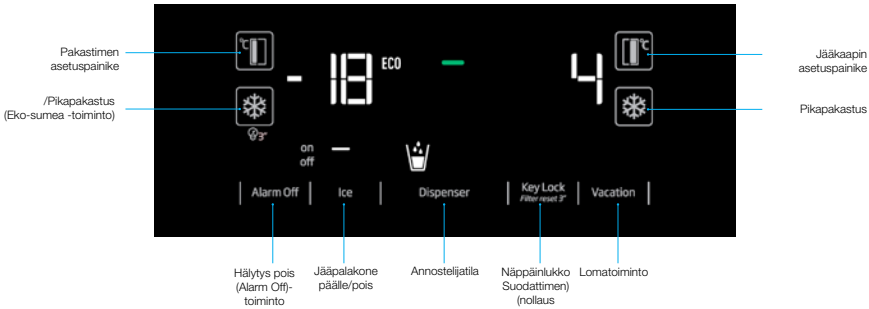 Pakastimen
asetuspainike
/Pikapakastus
(Eko-sumea -toiminto)
°C
- 18 ECO
4
°C
3"
on
off
Jääkaapin
asetuspainike
Pikapakastus
Alarm Off
Ice
Dispenser
Key Lock
Filter reset 3"
Vacation
Hälytys pois
(Alarm Off)-
toiminto
Jääpalakone
päälle/pois
Annostelijatila
Näppäinlukko
Suodattimen)
(nollaus
Lomatoiminto